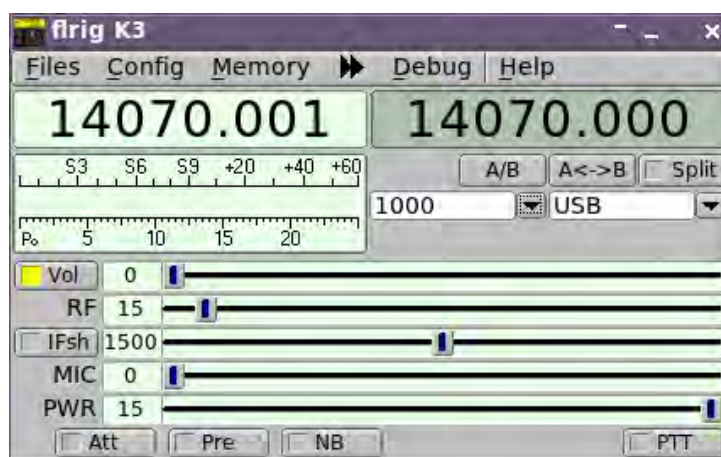 flrig K3
Files Config Memory Debug Help
14070.001 14070.000
S3 S6 S9 +20 +40 +60
A/B A<->B Split
1000 USB
Po 5 10 15 20
Vol 0
RF 15
IFsh 1500
MIC 0
PWR 15
Att Pre NB PTT